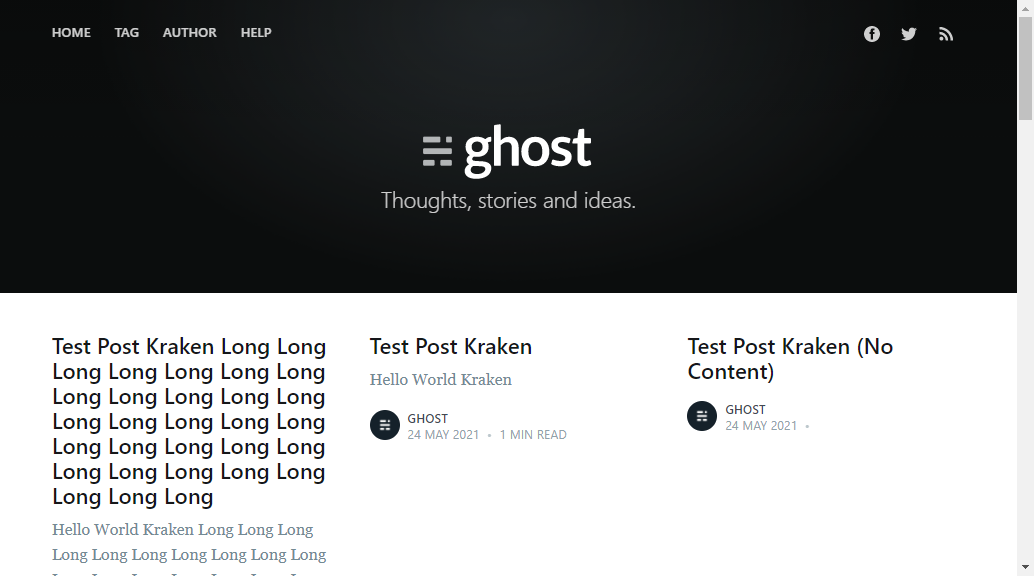 HOME TAG AUTHOR HELP
ghost
Thoughts, stories and ideas.
Test Post Kraken Long Long
Long Long Long Long Long
Long Long Long Long Long
Long Long Long Long Long
Long Long Long Long Long
Long Long Long Long Long
Long Long Long
Hello World Kraken Long Long Long
Long Long Long Long Long Long Long
Test Post Kraken
Hello World Kraken
GHOST
24 MAY 2021 • 1 MIN READ
Test Post Kraken (No
Content)
GHOST
24 MAY 2021 •